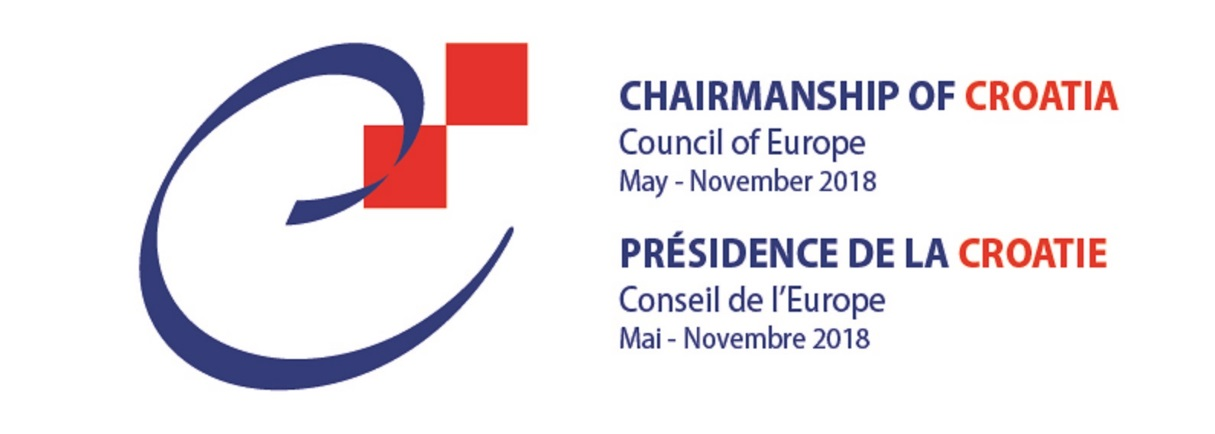 CHAIRMANSHIP OF CROATIA
Council of Europe
May - November 2018
PRÉSIDENCE DE LA CROATIE
Conseil de l’Europe
Mai - Novembre 2018